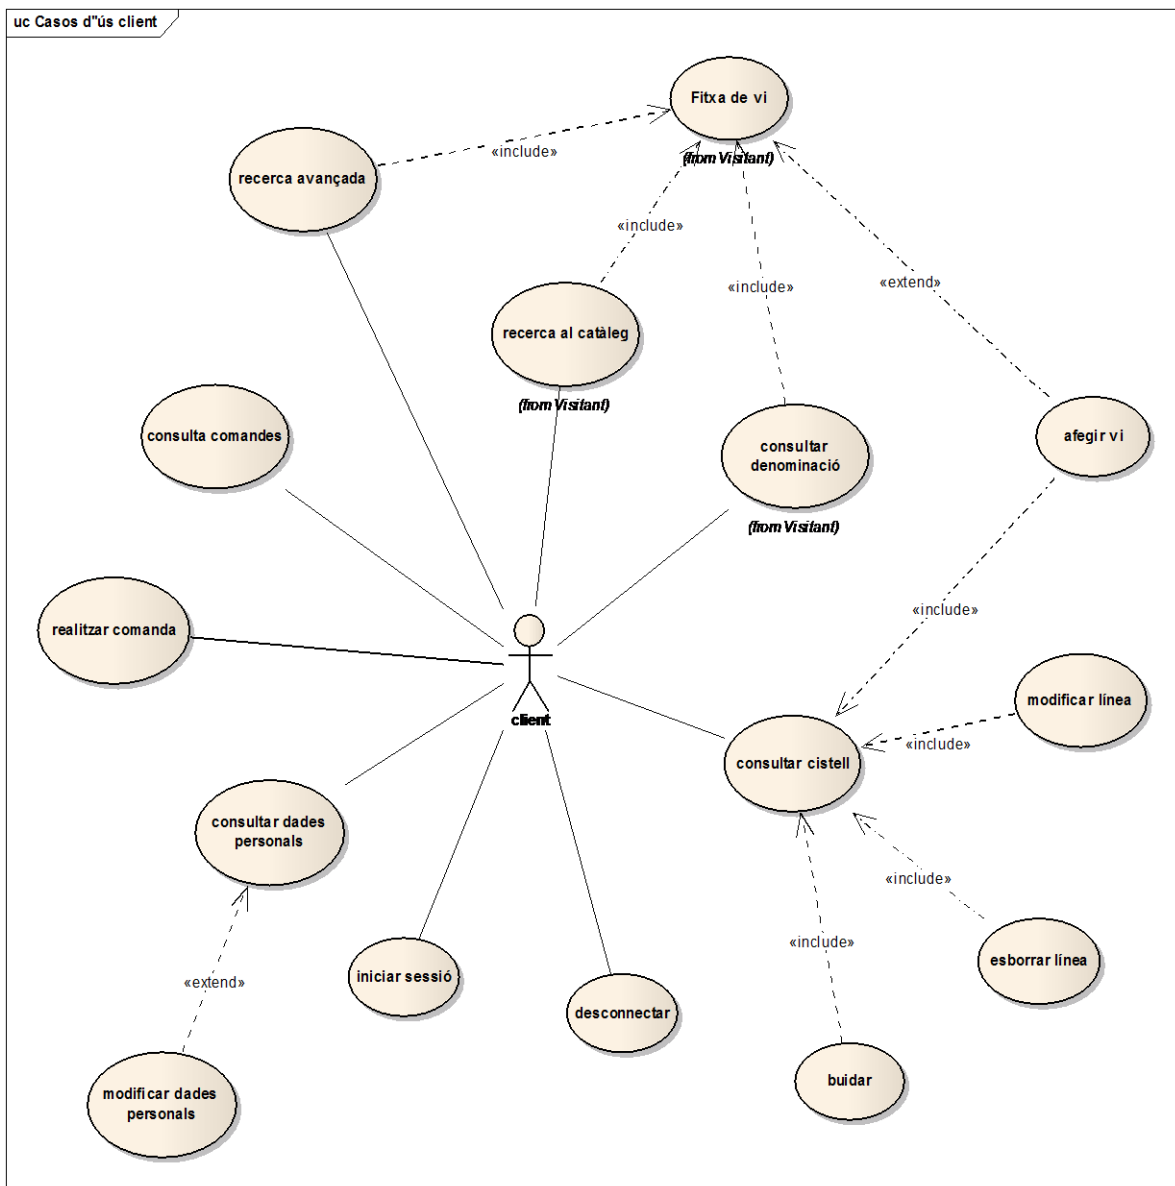 uc Casos d"ús client
Fitxa de vi
(from Visitant)
recerca avançada
«include»
«include»
«include»
«extend»
recerca al catàleg
(from Visitant)
consulta comandes
consultar
denominació
(from Visitant)
afegir vi
realitzar comanda
client
«include»
modificar línea
«include»
consultar cistell
consultar dades
personals
«include»
«include»
esborrar línea
iniciar sessió
«extend»
desconnectar
buidar
modificar dades
personals